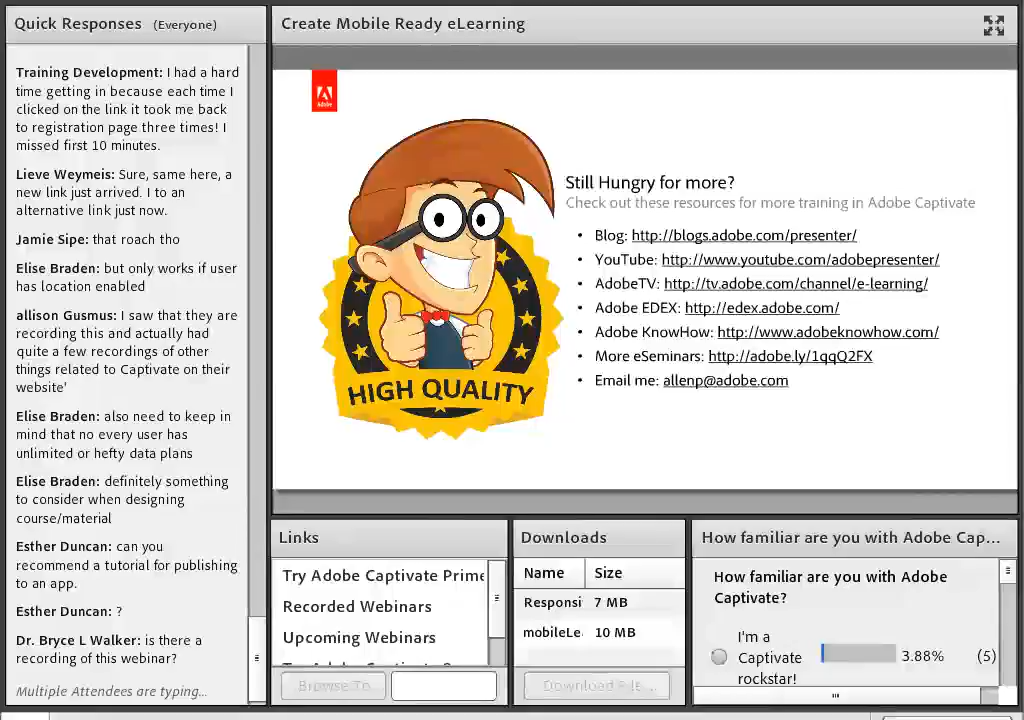 Quick Responses (Everyone)
Training Development: I had a hard
time getting in because each time I
clicked on the link it took me back
to registration page three times! I
missed first 10 minutes.
Lieve Weymeis: Sure, same here, a
new link just arrived. I to an
alternative link just now.
Jamie Sipe: that roach tho
Elise Braden: but only works if user
has location enabled
allison Gusmus: I saw that they are
recording this and actually had
quite a few recordings of other
things related to Captivate on their
website'
Elise Braden: also need to keep in
mind that no every user has
unlimited or hefty data plans
Elise Braden: definitely something
to consider when designing
course/material
Esther Duncan: can you
recommend a tutorial for publishing
to an app.
Esther Duncan: ?
Dr. Bryce L Walker: is there a
recording of this webinar?
Multiple Attendees are typing...
Create Mobile Ready eLearning
Adobe
HIGH QUALITY
Still Hungry for more?
Check out these resources for more training in Adobe Captivate
• Blog: http://blogs.adobe.com/presenter/
• YouTube: http://www.youtube.com/adobepresenter/
• AdobeTV: http://tv.adobe.com/channel/e-learning/
• Adobe EDEX: http://edex.adobe.com/
• Adobe KnowHow: http://www.adobeknowhow.com/
• More eSeminars: http://adobe.ly/1qqQ2FX
• Email me: allenp@adobe.com
Links
Try Adobe Captivate Prime
Recorded Webinars
Upcoming Webinars
Browse To
Downloads
Name Size
Responsi 7 MB
mobileLe 10 MB
Download File...
How familiar are you with Adobe Cap...
How familiar are you with Adobe
Captivate?
I'm a
Captivate
rockstar!
3.88% (5)